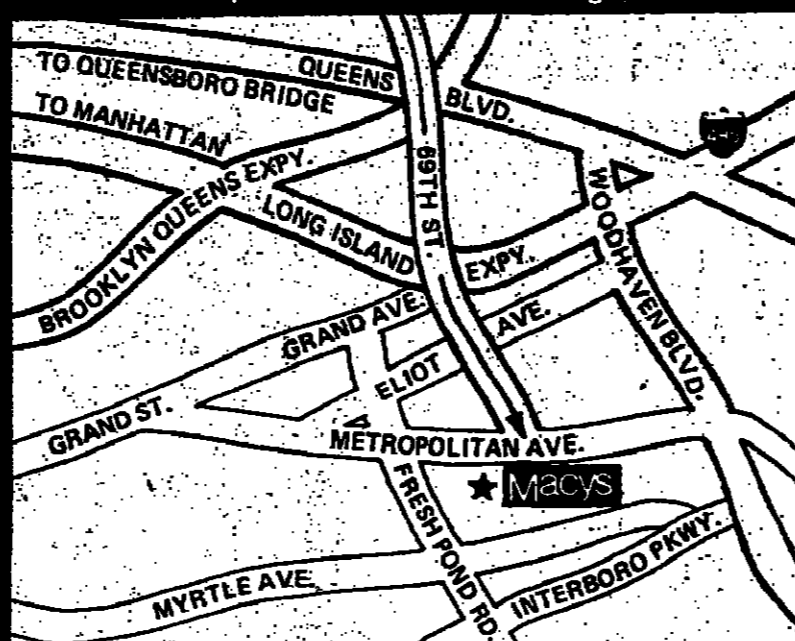 QUEENS BLVD.
TO QUEENSBORO BRIDGE
TO MANHATTAN
BROOKLYN QUEENS EXPY.
69TH ST.
LONG ISLAND EXPY.
WOODHAVEN BLVD.
GRAND AVE.
ELIOT AVE.
GRAND ST.
METROPOLITAN AVE.
Macys
FRESH POND RD.
MYRTLE AVE.
INTERBORO PKWY.